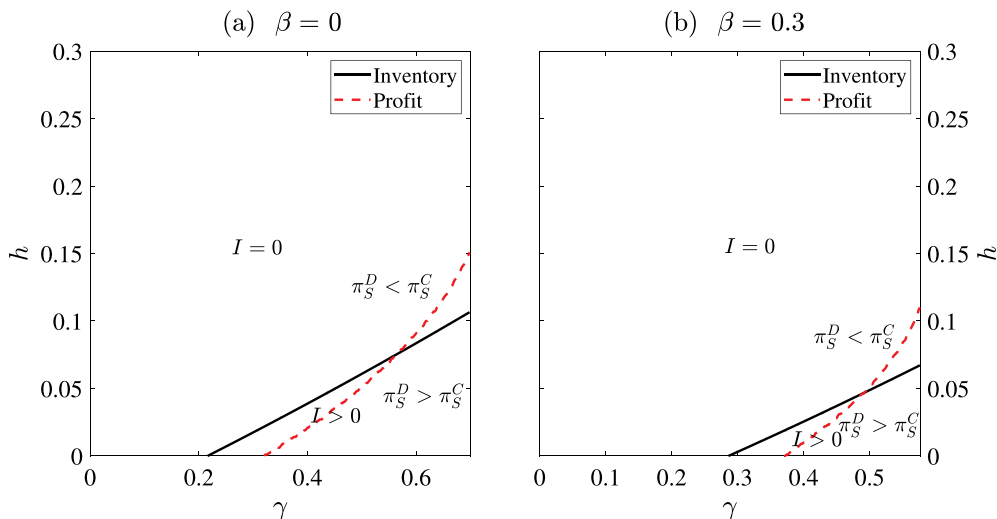 (a) β = 0
0.3
0.25
0.2
0.15
0.1
0.05
0
h
Inventory
Profit
I = 0
π_S^D < π_S^C
π_S^D > π_S^C
I > 0
0 0.2 0.4 0.6
γ
(b) β = 0.3
Inventory
Profit
I = 0
π_S^D < π_S^C
π_S^D > π_S^C
I > 0
0 0.1 0.2 0.3 0.4 0.5
γ
0.3
0.25
0.2
0.15
0.1
0.05
0
h